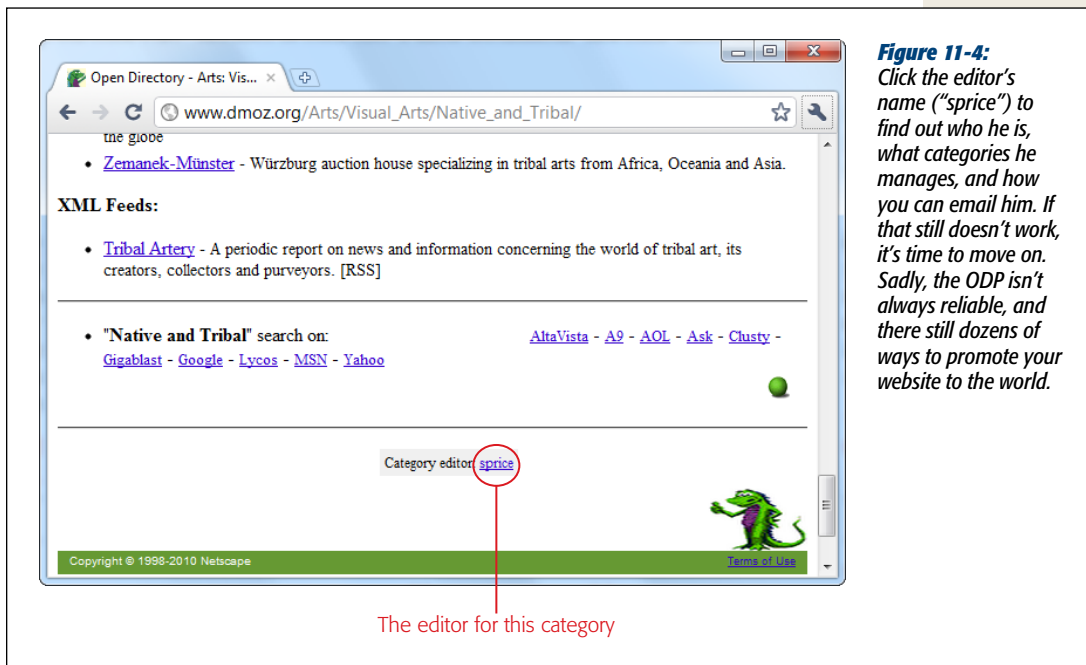 Open Directory - Arts: Vis...
www.dmoz.org/Arts/Visual_Arts/Native_and_Tribal/
the globe
• Zemanek-Münster - Würzburg auction house specializing in tribal arts from Africa, Oceania and Asia.
XML Feeds:
• Tribal Artery - A periodic report on news and information concerning the world of tribal art, its
creators, collectors and purveyors. [RSS]
• "Native and Tribal" search on: AltaVista - A9 - AOL - Ask - Clusty -
Gigablast - Google - Lycos - MSN - Yahoo
Category editor: sprice
Copyright © 1998-2010 Netscape Terms of Use
The editor for this category
Figure 11-4:
Click the editor's
name (“sprice”) to
find out who he is,
what categories he
manages, and how
you can email him. If
that still doesn't work,
it's time to move on.
Sadly, the ODP isn't
always reliable, and
there still dozens of
ways to promote your
website to the world.